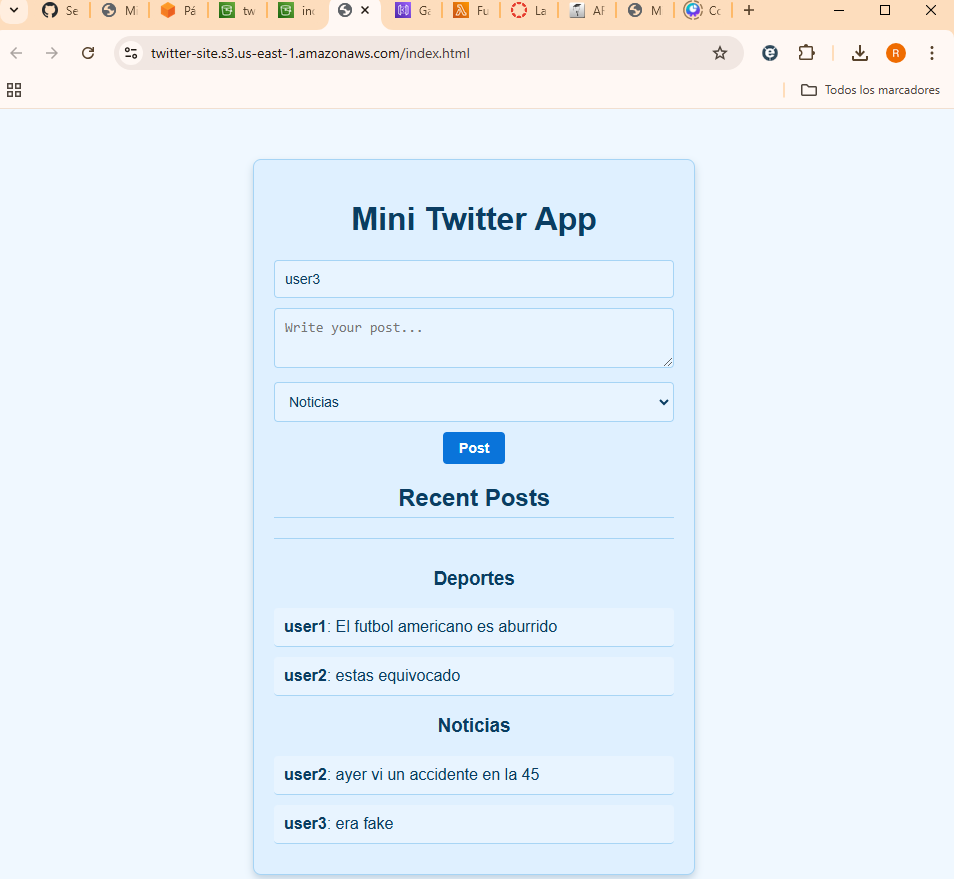 Se
Mi
Pá
tw
inc
Ga
Fu
La
AF
M
Cc
twitter-site.s3.us-east-1.amazonaws.com/index.html
R
Todos los marcadores
Mini Twitter App
user3
Write your post...
Noticias
Post
Recent Posts
Deportes
user1: El futbol americano es aburrido
user2: estas equivocado
Noticias
user2: ayer vi un accidente en la 45
user3: era fake